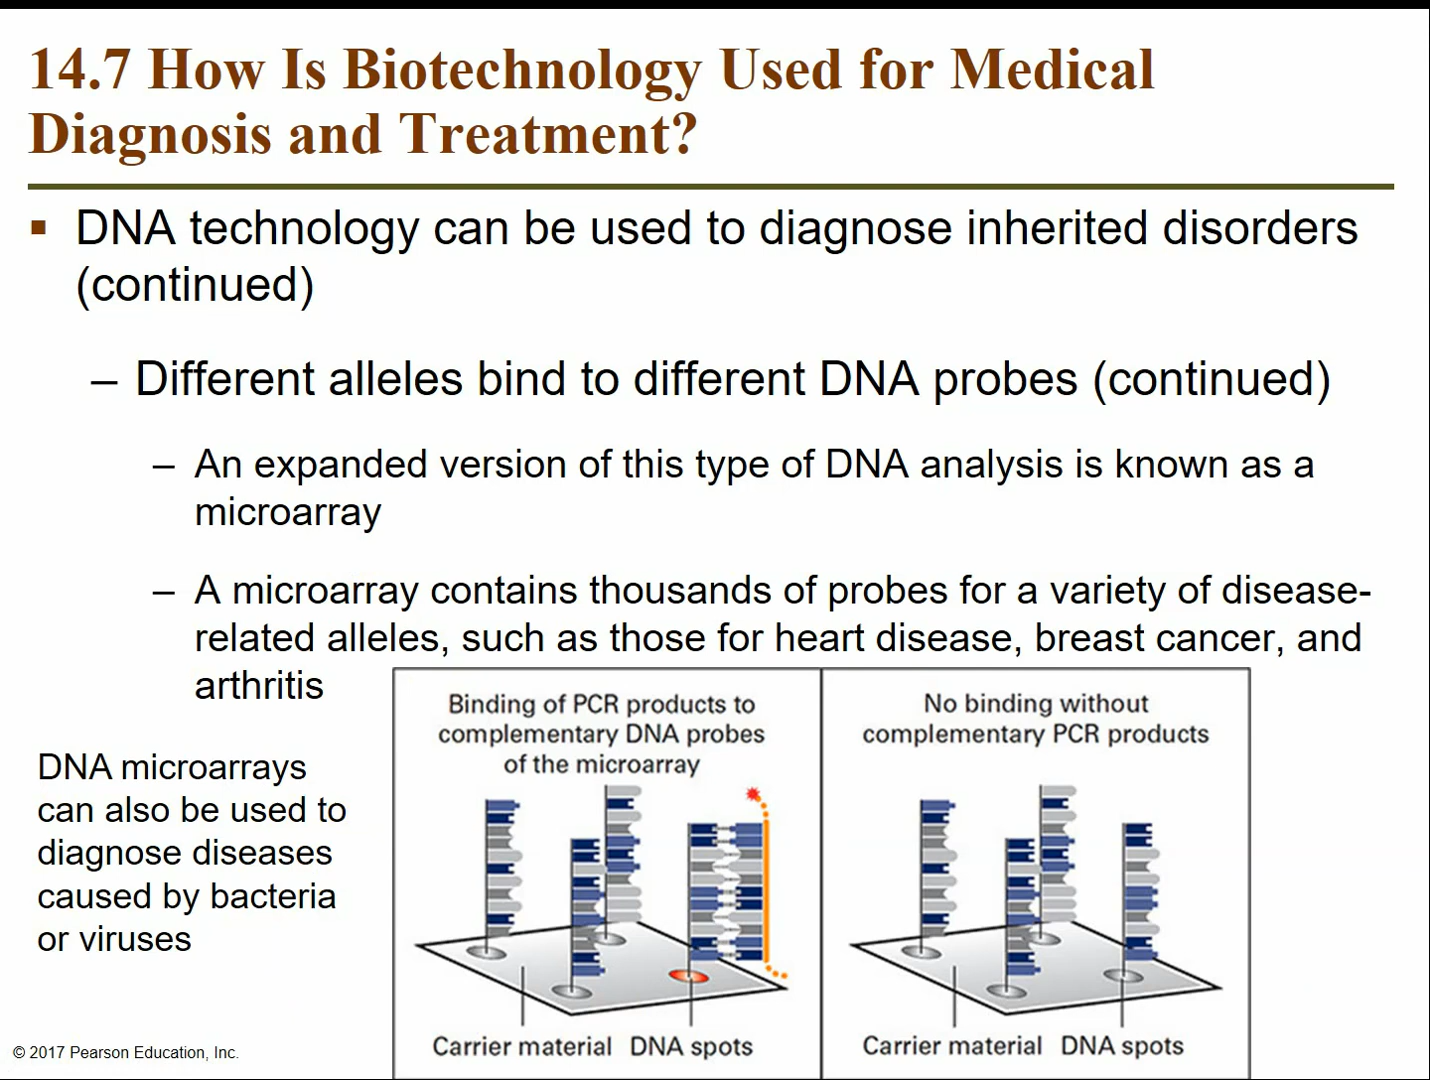 14.7 How Is Biotechnology Used for Medical
Diagnosis and Treatment?
▪ DNA technology can be used to diagnose inherited disorders
(continued)
– Different alleles bind to different DNA probes (continued)
– An expanded version of this type of DNA analysis is known as a
microarray
– A microarray contains thousands of probes for a variety of disease-
related alleles, such as those for heart disease, breast cancer, and
arthritis
DNA microarrays
can also be used to
diagnose diseases
caused by bacteria
or viruses
Binding of PCR products to
complementary DNA probes
of the microarray
Carrier material DNA spots
No binding without
complementary PCR products
Carrier material DNA spots
© 2017 Pearson Education, Inc.